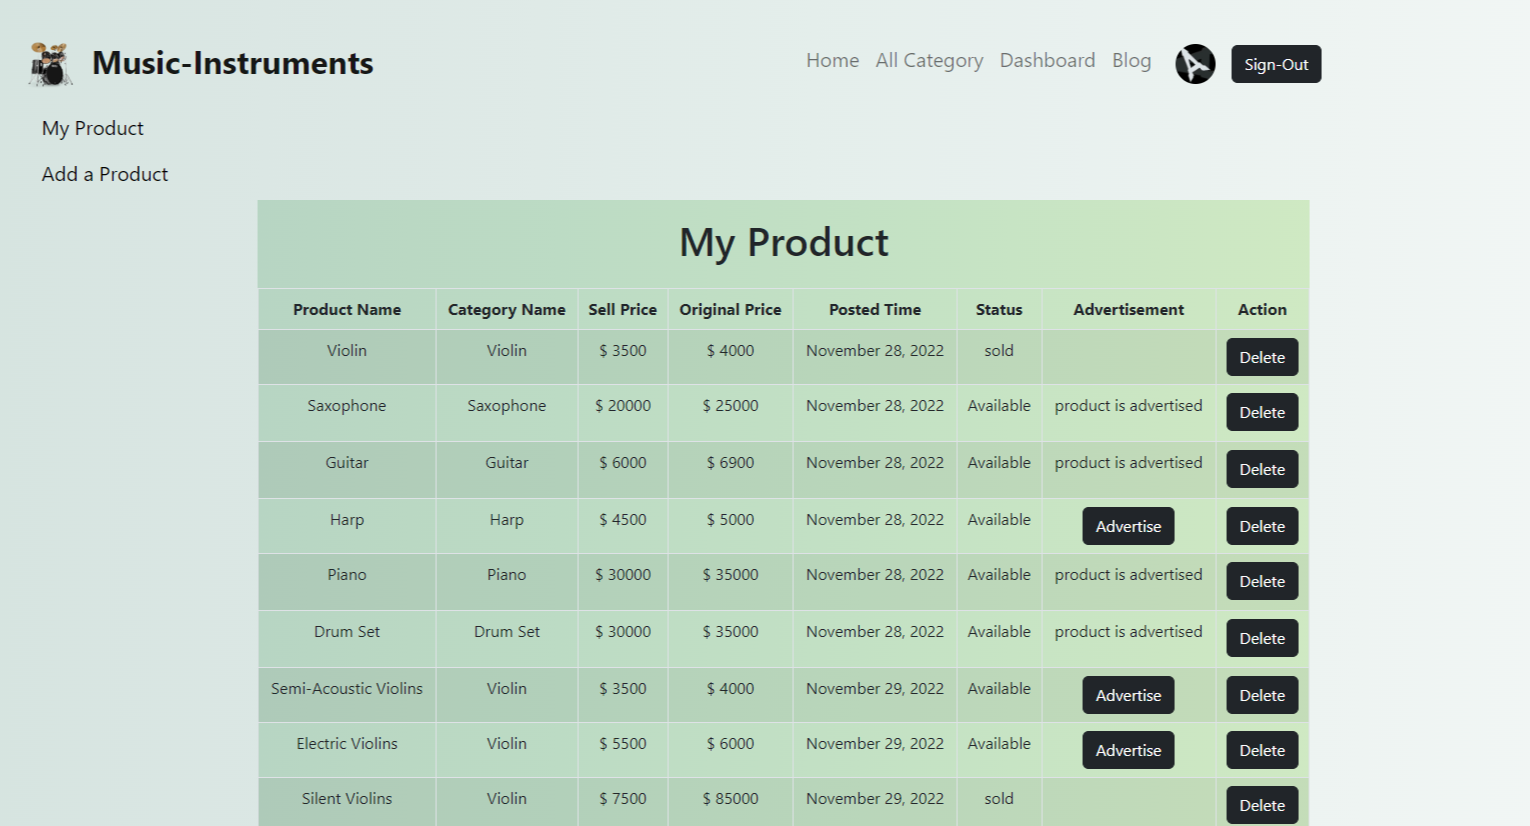 Music-Instruments
Home All Category Dashboard Blog Sign-Out
My Product
Add a Product
My Product
Product Name Category Name Sell Price Original Price Posted Time Status Advertisement Action
Violin Violin $ 3500 $ 4000 November 28, 2022 sold Delete
Saxophone Saxophone $ 20000 $ 25000 November 28, 2022 Available product is advertised Delete
Guitar Guitar $ 6000 $ 6900 November 28, 2022 Available product is advertised Delete
Harp Harp $ 4500 $ 5000 November 28, 2022 Available Advertise Delete
Piano Piano $ 30000 $ 35000 November 28, 2022 Available product is advertised Delete
Drum Set Drum Set $ 30000 $ 35000 November 28, 2022 Available product is advertised Delete
Semi-Acoustic Violins Violin $ 3500 $ 4000 November 29, 2022 Available Advertise Delete
Electric Violins Violin $ 5500 $ 6000 November 29, 2022 Available Advertise Delete
Silent Violins Violin $ 7500 $ 85000 November 29, 2022 sold Delete